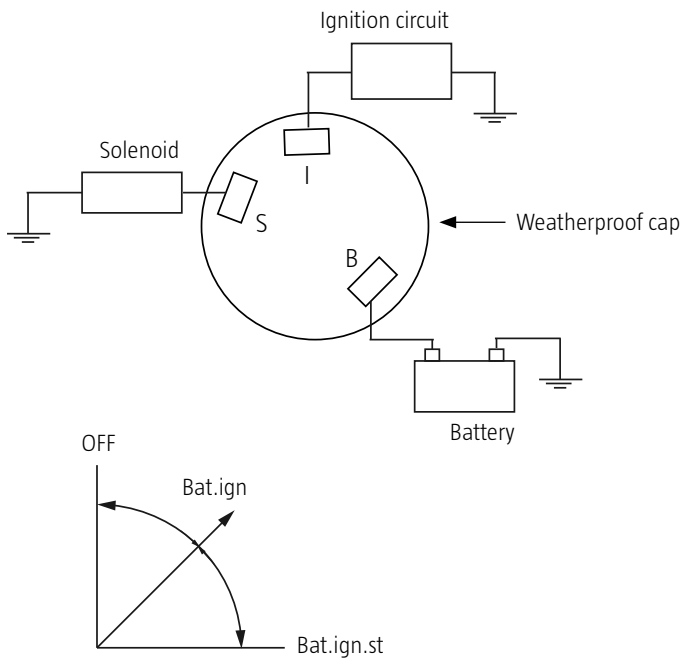 Ignition circuit
Solenoid
I
S
Weatherproof cap
B
Battery
OFF
Bat.ign
Bat.ign.st